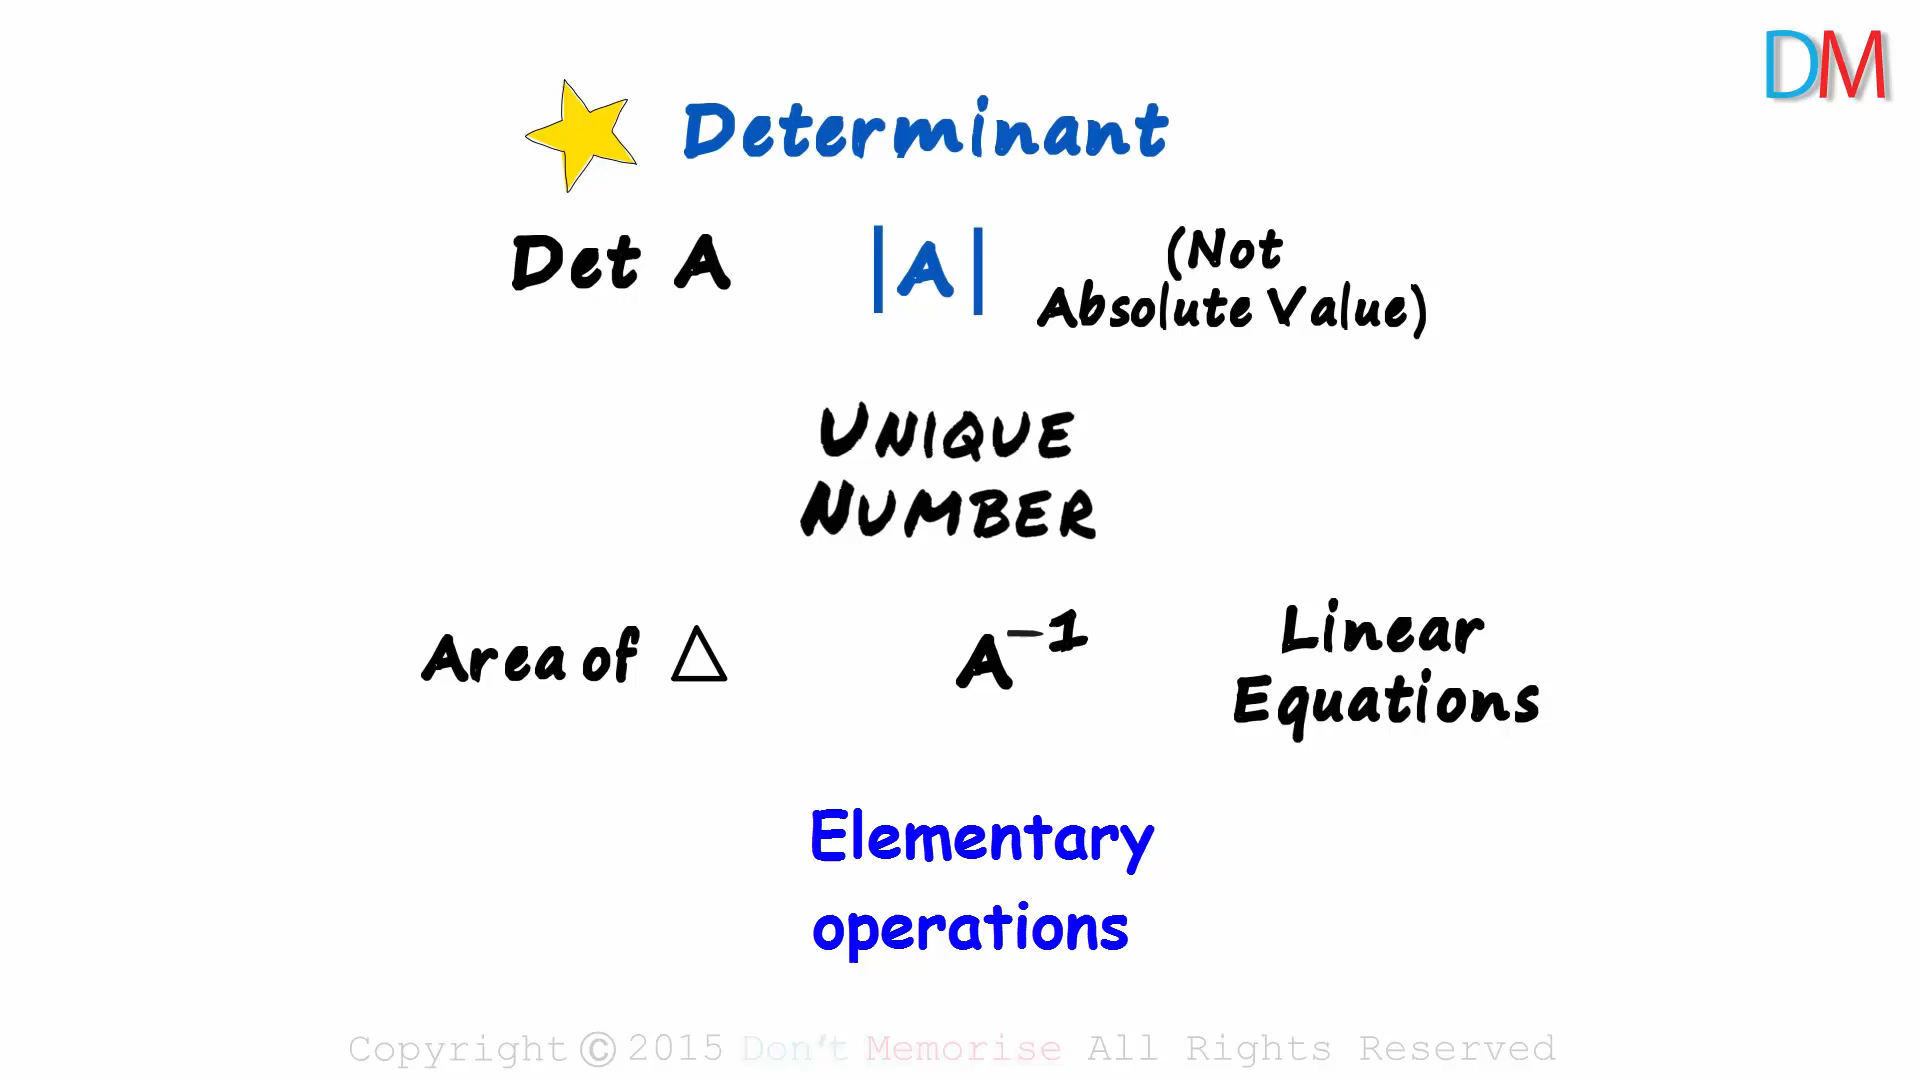 DM
Determinant
Det A |A| (Not
Absolute Value)
UNIQUE
NUMBER
Area of △ A⁻¹ Linear
Equations
Elementary
operations
Copyright © 2015 Don't Memorise All Rights Reserved